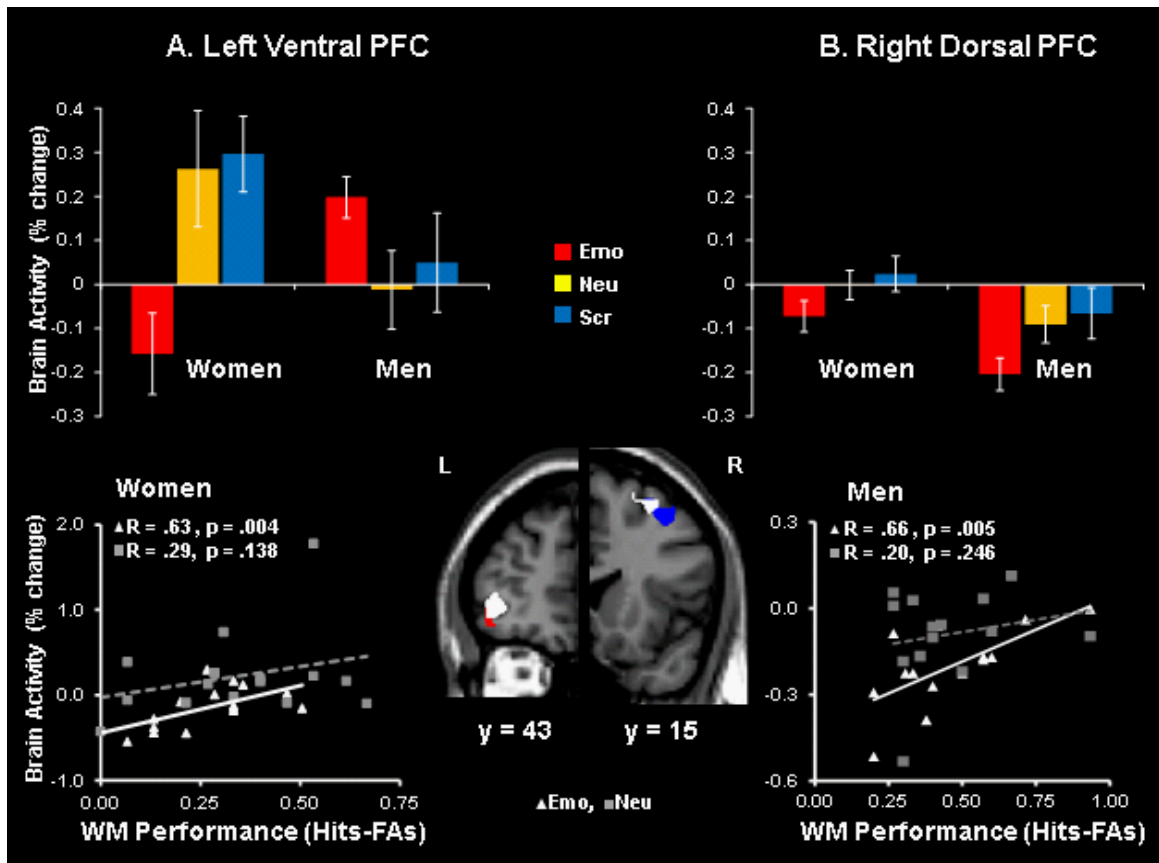 A. Left Ventral PFC
B. Right Dorsal PFC
Brain Activity (% change)
0.4
0.3
0.2
0.1
0
-0.1
-0.2
-0.3
Women
Men
Emo
Neu
Scr
0.4
0.3
0.2
0.1
0
-0.1
-0.2
-0.3
Women
Men
Women
R = .63, p = .004
R = .29, p = .138
Brain Activity (% change)
2.0
1.0
0.0
-1.0
0.00 0.25 0.50 0.75
WM Performance (Hits-FAs)
L
R
y = 43
y = 15
Emo, Neu
Men
R = .66, p = .005
R = .20, p = .246
0.3
0.0
-0.3
-0.6
0.00 0.25 0.50 0.75 1.00
WM Performance (Hits-FAs)